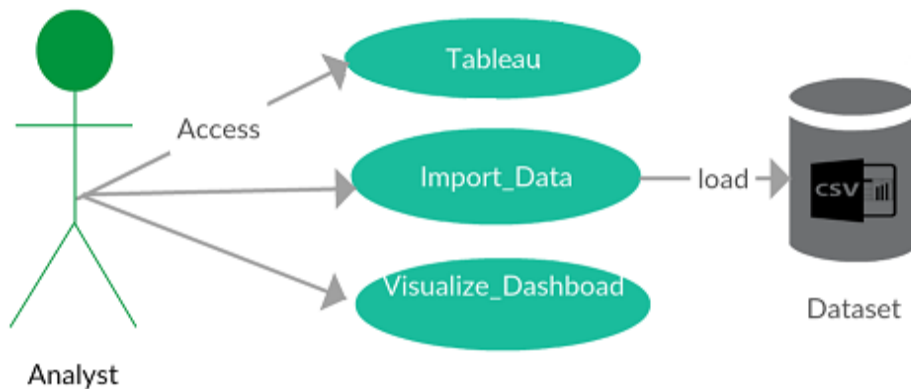 Tableau
Access
Import_Data
load
CSV
Visualize_Dashboad
Dataset
Analyst